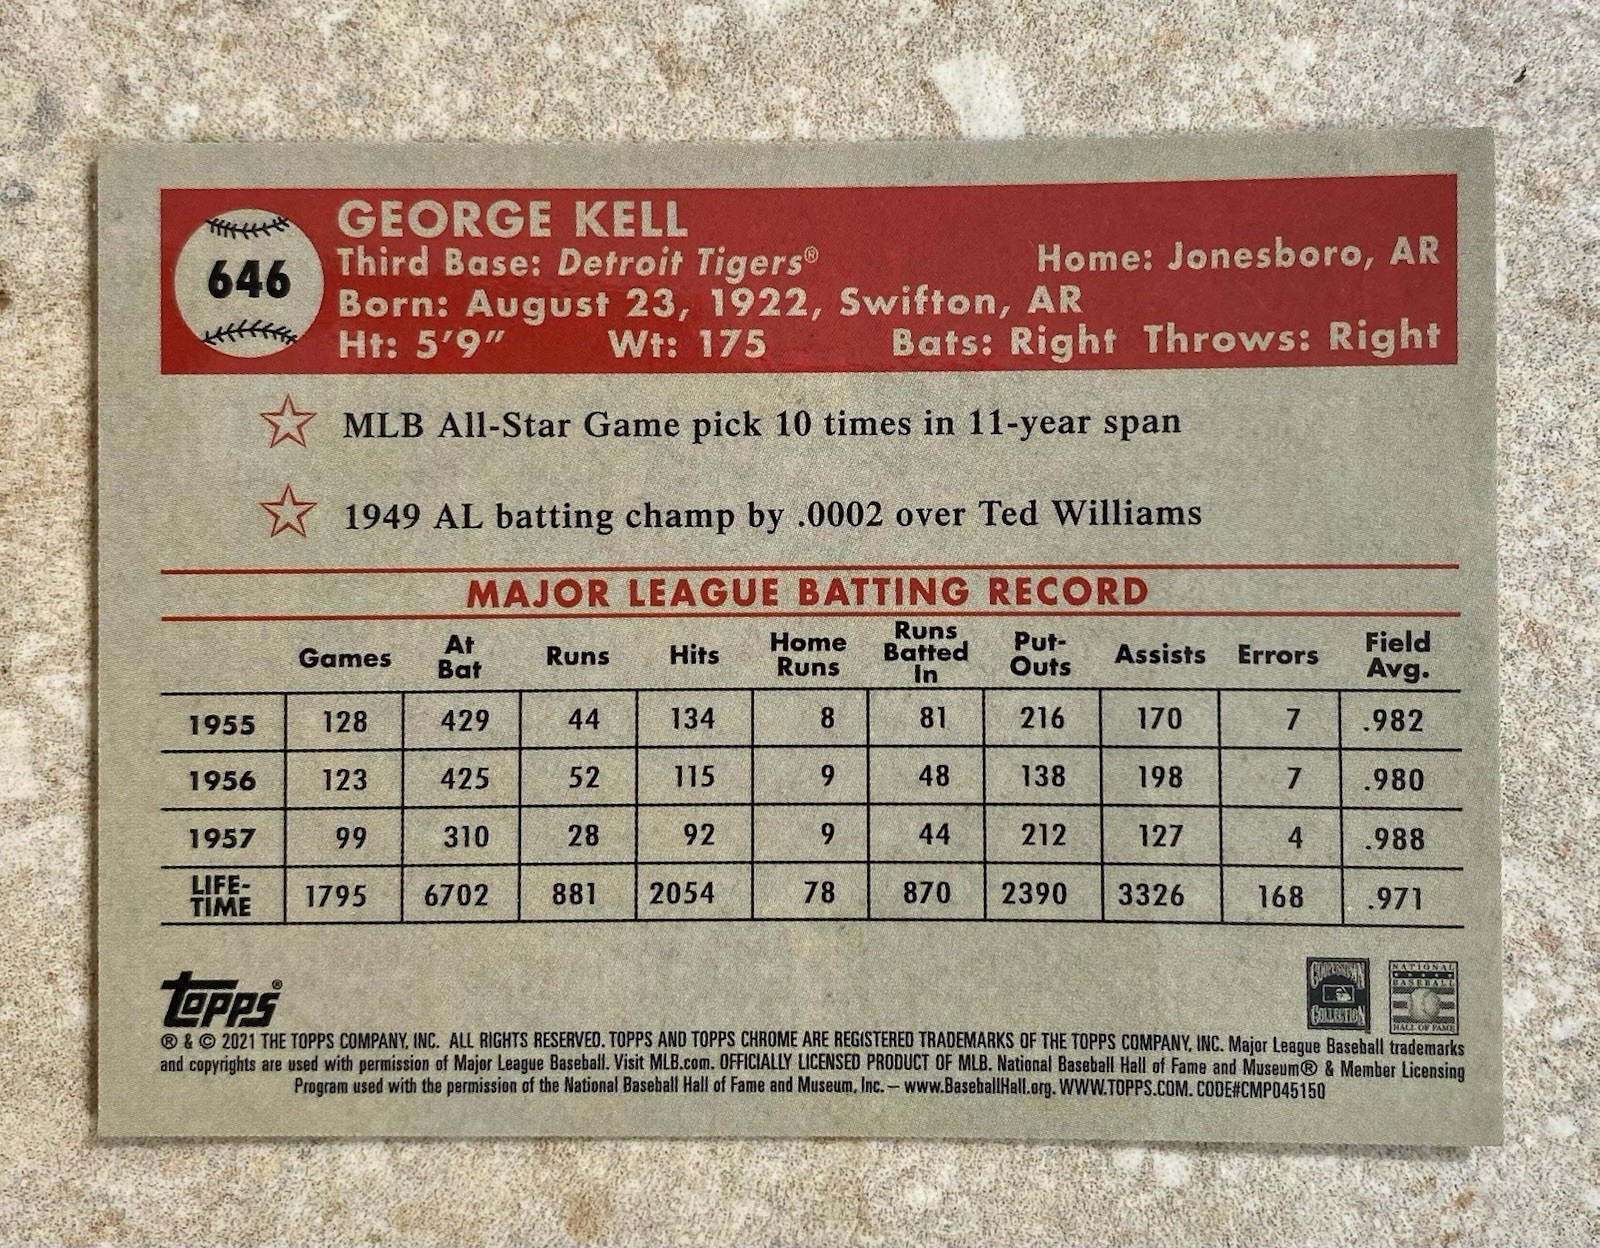 646
GEORGE KELL
Third Base: Detroit Tigers®
Home: Jonesboro, AR
Born: August 23, 1922, Swifton, AR
Ht: 5'9" Wt: 175 Bats: Right Throws: Right
MLB All-Star Game pick 10 times in 11-year span
1949 AL batting champ by .0002 over Ted Williams
MAJOR LEAGUE BATTING RECORD
Games At Bat Runs Hits Home Runs Runs Batted In Put-Outs Assists Errors Field Avg.
1955 128 429 44 134 8 81 216 170 7 .982
1956 123 425 52 115 9 48 138 198 7 .980
1957 99 310 28 92 9 44 212 127 4 .988
LIFE-TIME 1795 6702 881 2054 78 870 2390 3326 168 .971
COOPERSTOWN COLLECTION
NATIONAL BASEBALL HALL OF FAME
topps®
® & © 2021 THE TOPPS COMPANY, INC. ALL RIGHTS RESERVED. TOPPS AND TOPPS CHROME ARE REGISTERED TRADEMARKS OF THE TOPPS COMPANY, INC. Major League Baseball trademarks
and copyrights are used with permission of Major League Baseball. Visit MLB.com. OFFICIALLY LICENSED PRODUCT OF MLB. National Baseball Hall of Fame and Museum® & Member Licensing
Program used with the permission of the National Baseball Hall of Fame and Museum, Inc. – www.BaseballHall.org. WWW.TOPPS.COM. CODE#CMP045150